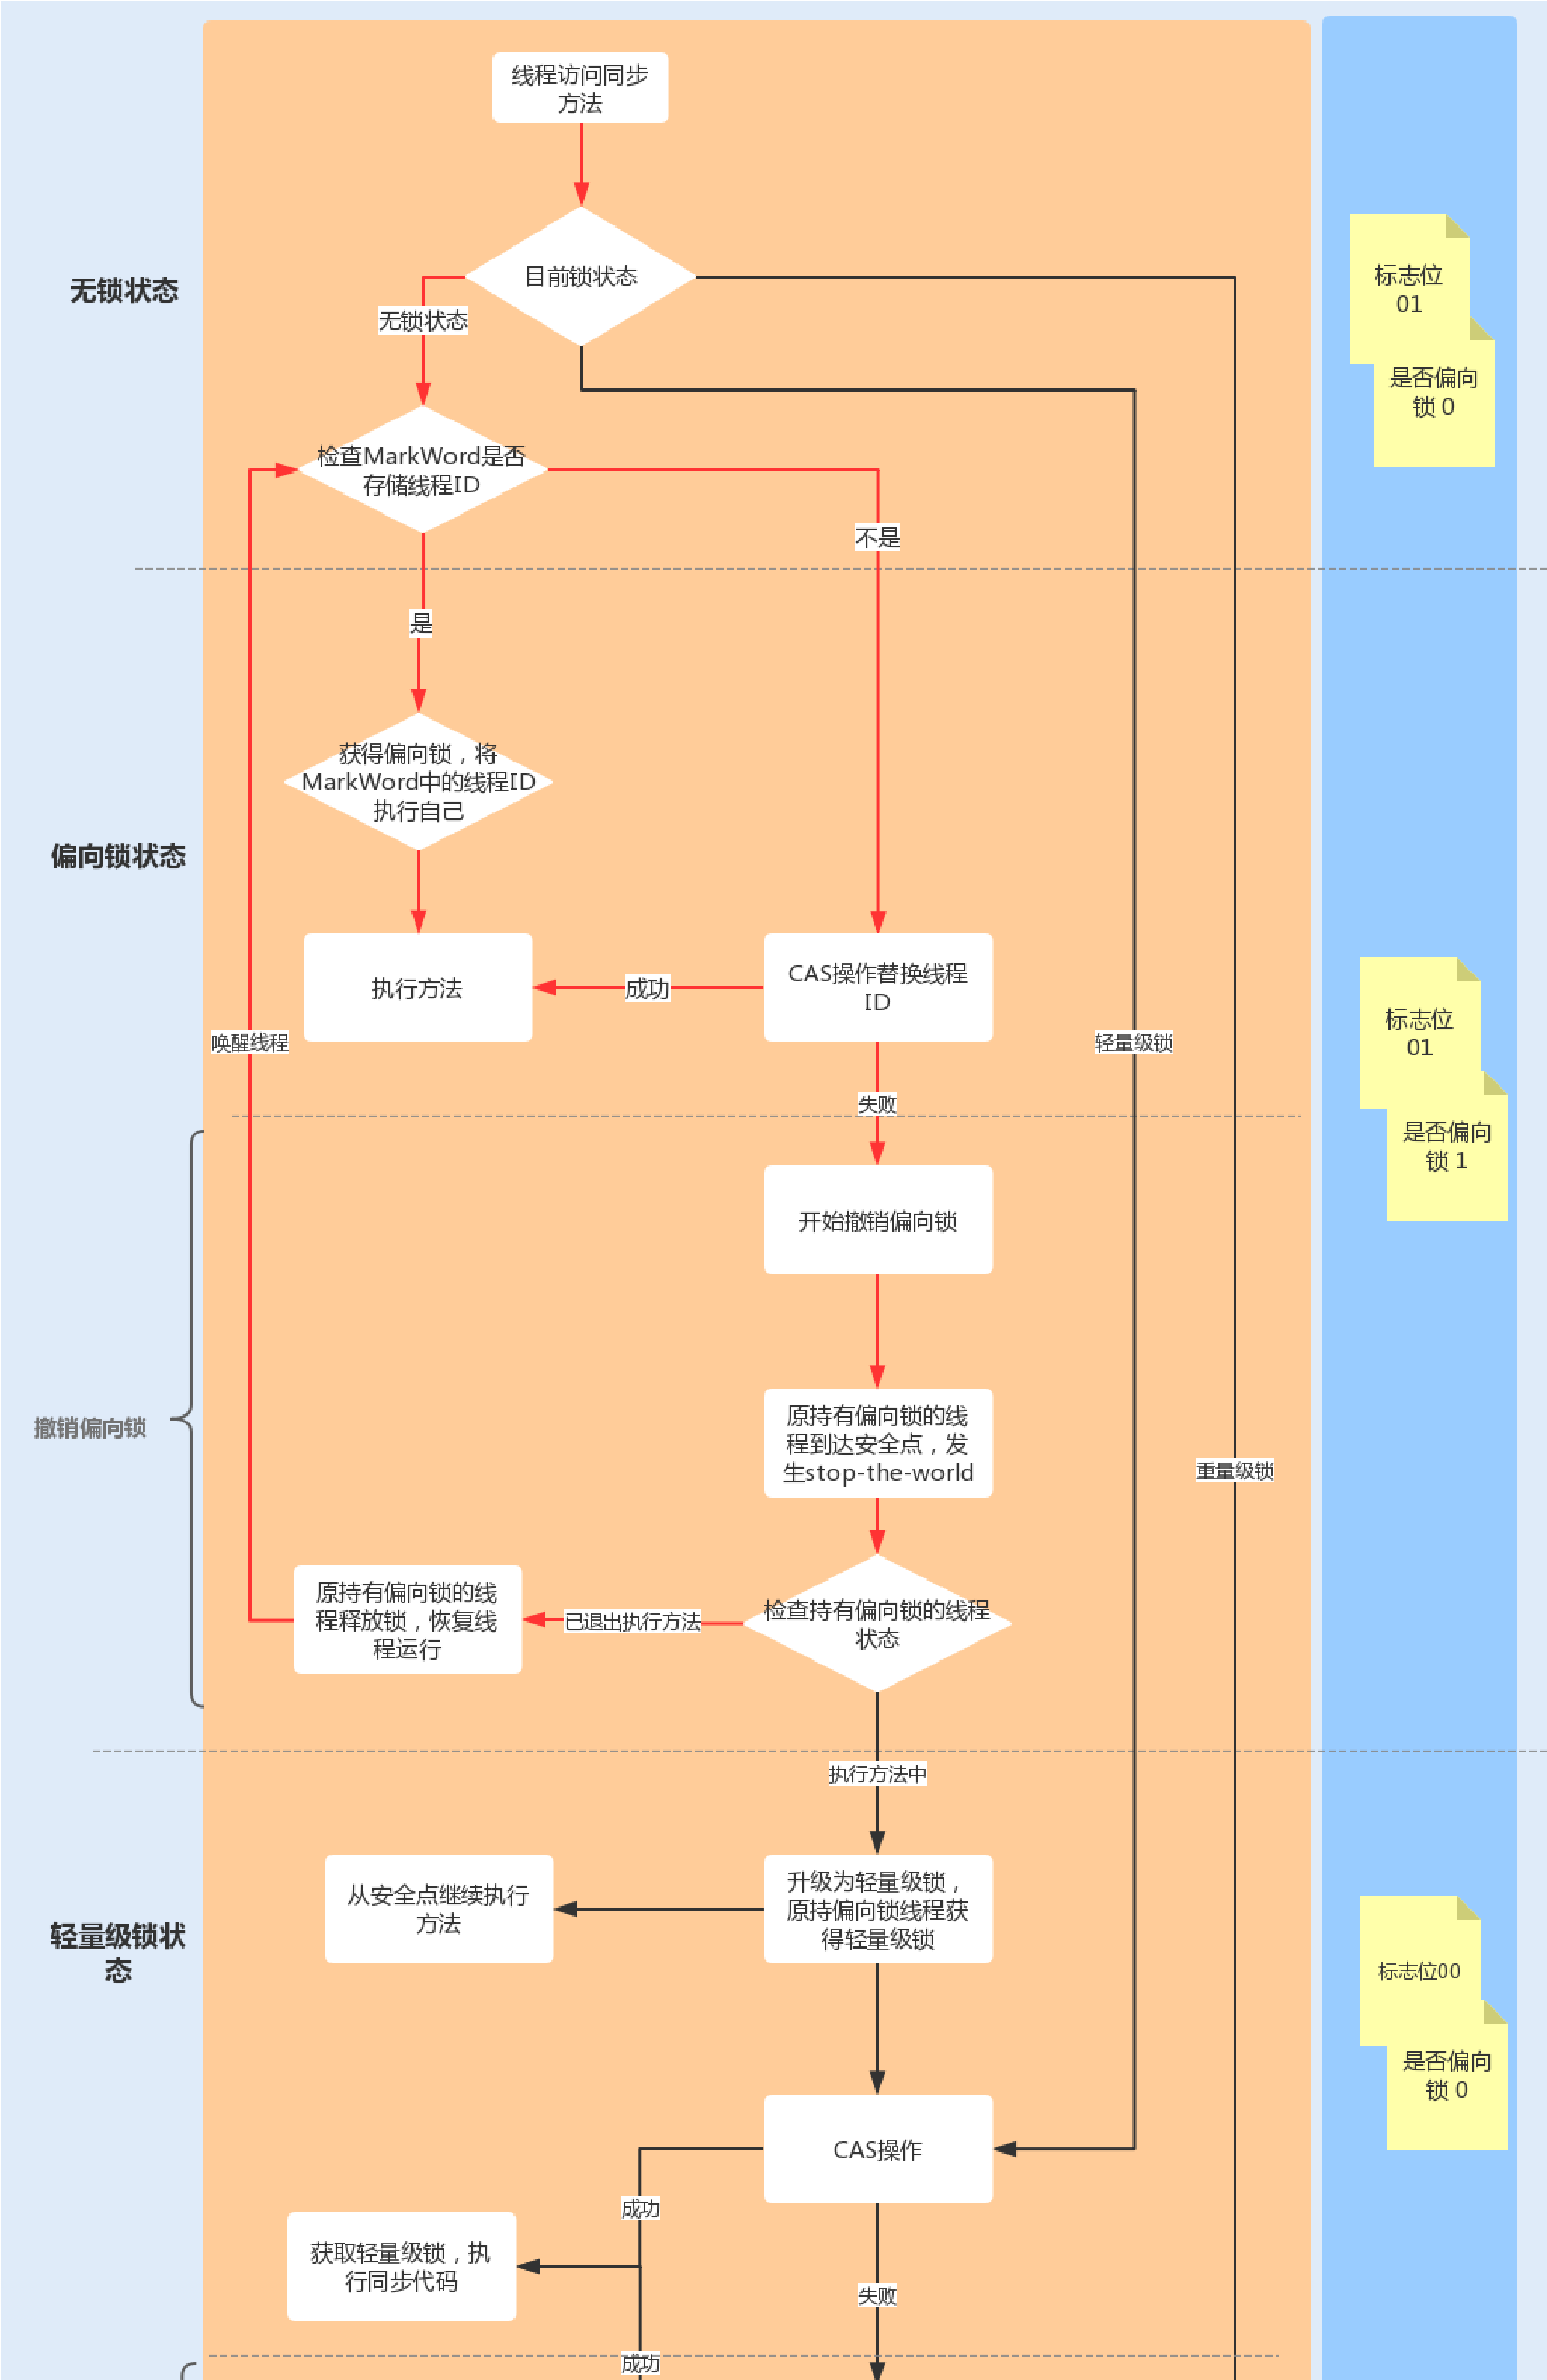 线程访问同步
方法
目前锁状态
无锁状态
无锁状态
标志位
01
是否偏向
锁 0
检查MarkWord是否
存储线程ID
不是
是
获得偏向锁，将
MarkWord中的线程ID
执行自己
偏向锁状态
执行方法
成功
CAS操作替换线程
ID
唤醒线程
轻量级锁
标志位
01
失败
是否偏向
锁 1
开始撤销偏向锁
撤销偏向锁
原持有偏向锁的线
程到达安全点，发
生stop-the-world
重量级锁
原持有偏向锁的线
程释放锁，恢复线
程运行
已退出执行方法
检查持有偏向锁的线程
状态
执行方法中
轻量级锁状
态
从安全点继续执行
方法
升级为轻量级锁，
原持偏向锁线程获
得轻量级锁
标志位00
是否偏向
锁 0
CAS操作
成功
获取轻量级锁，执
行同步代码
失败
成功